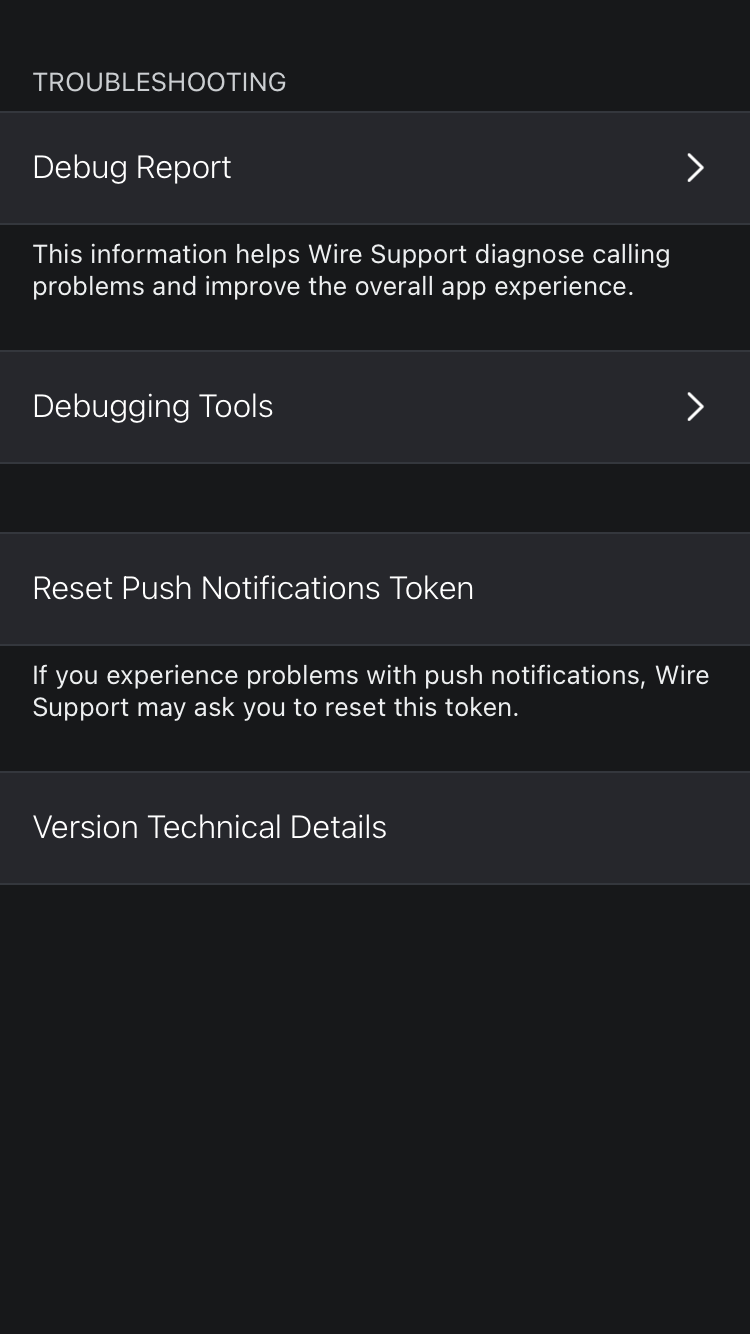 TROUBLESHOOTING
Debug Report
This information helps Wire Support diagnose calling
problems and improve the overall app experience.
Debugging Tools
Reset Push Notifications Token
If you experience problems with push notifications, Wire
Support may ask you to reset this token.
Version Technical Details